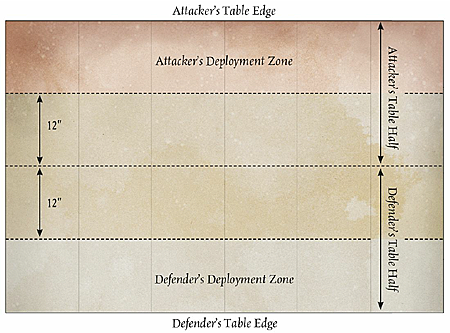 Attacker's Table Edge
Attacker's Deployment Zone
Attacker's Table Half
12"
12"
Defender's Table Half
Defender's Deployment Zone
Defender's Table Edge